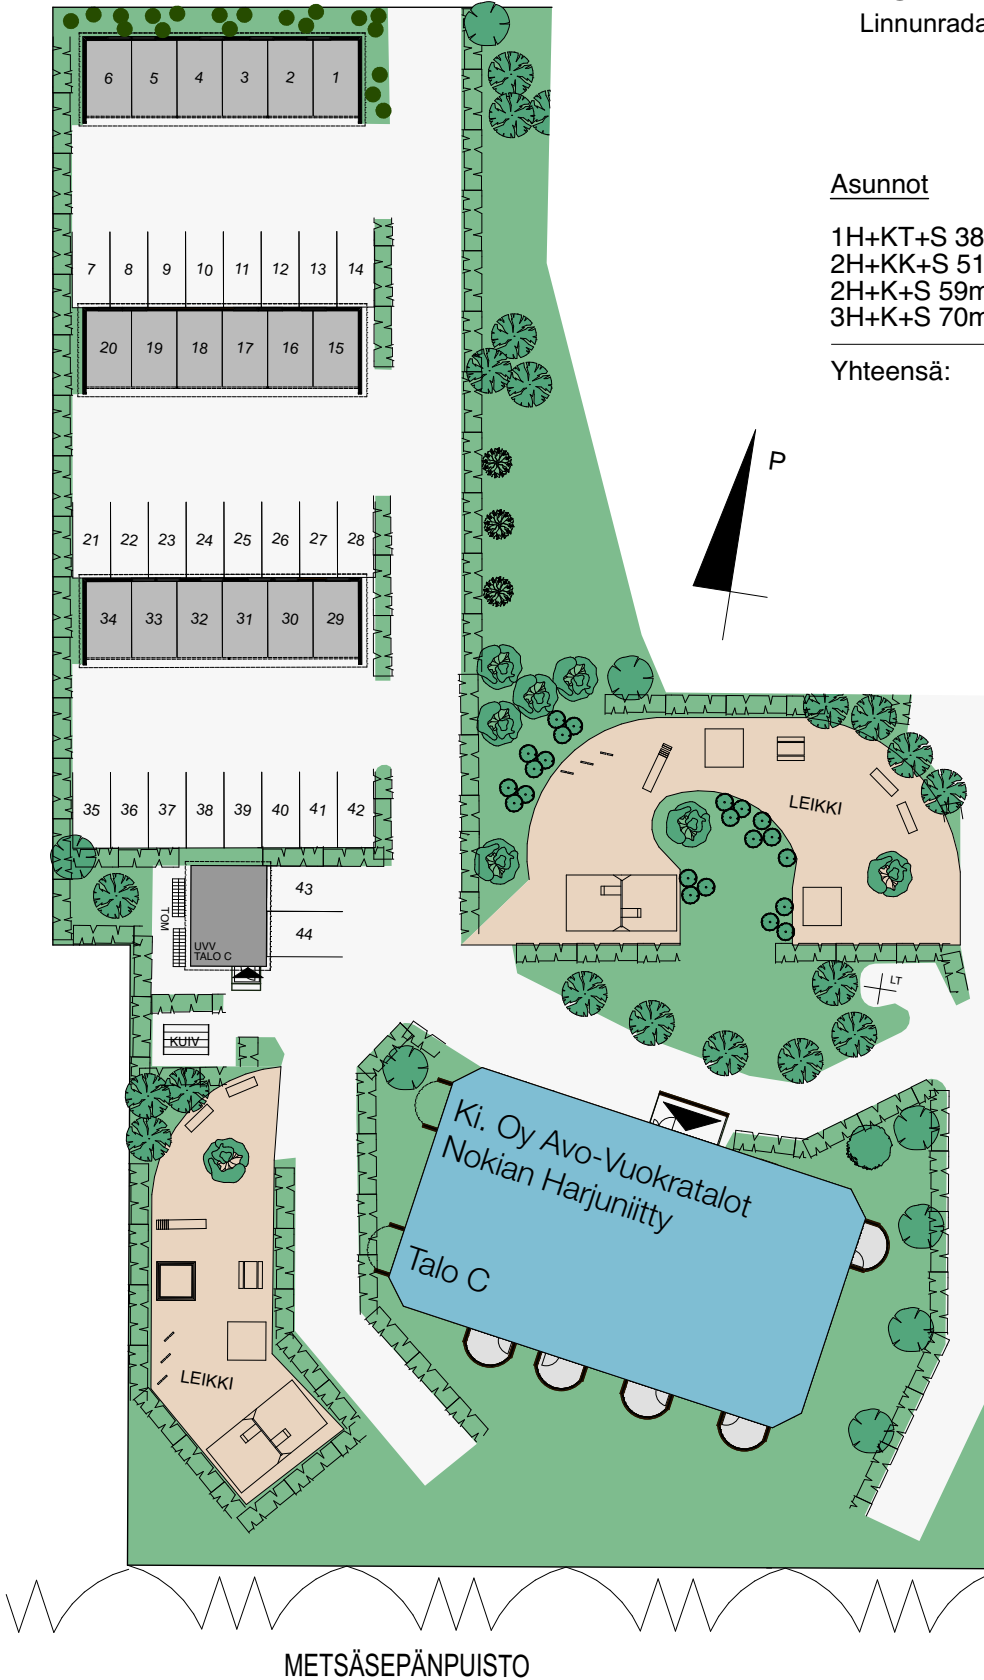 Linnunrada
Asunnot
1H+KT+S 38
2H+KK+S 51
2H+K+S 59m
3H+K+S 70m
Yhteensä:
P
6 5 4 3 2 1
7 8 9 10 11 12 13 14
20 19 18 17 16 15
21 22 23 24 25 26 27 28
34 33 32 31 30 29
35 36 37 38 39 40 41 42
43
44
TOM
UVV
TALO C
KUIV
LEIKKI
LT
Ki. Oy Avo-Vuokratalot
Nokian Harjuniitty
Talo C
LEIKKI
METSÄSEPÄNPUISTO